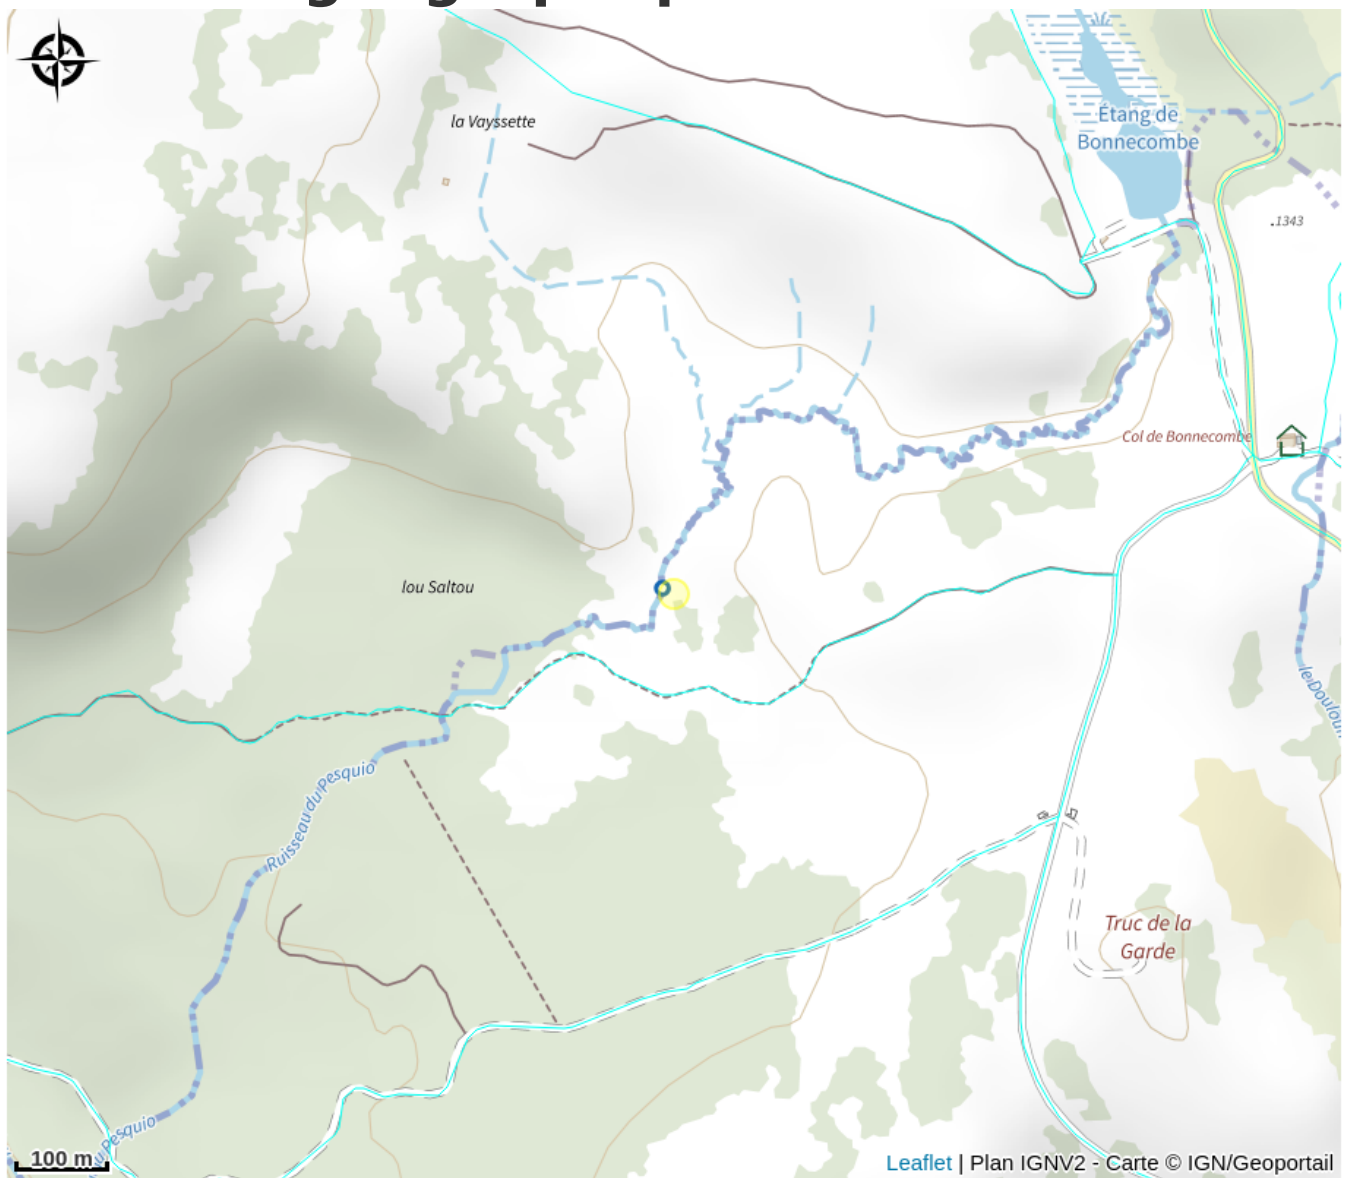 la Vayssette
Étang de
Bonnecombe
.1343
Col de Bonnecombe
lou Saltou
le Doulou
Ruisseau du Pesquio
Truc de la
Garde
Pesquio
100 m
Leaflet | Plan IGNV2 - Carte © IGN/Geoportail